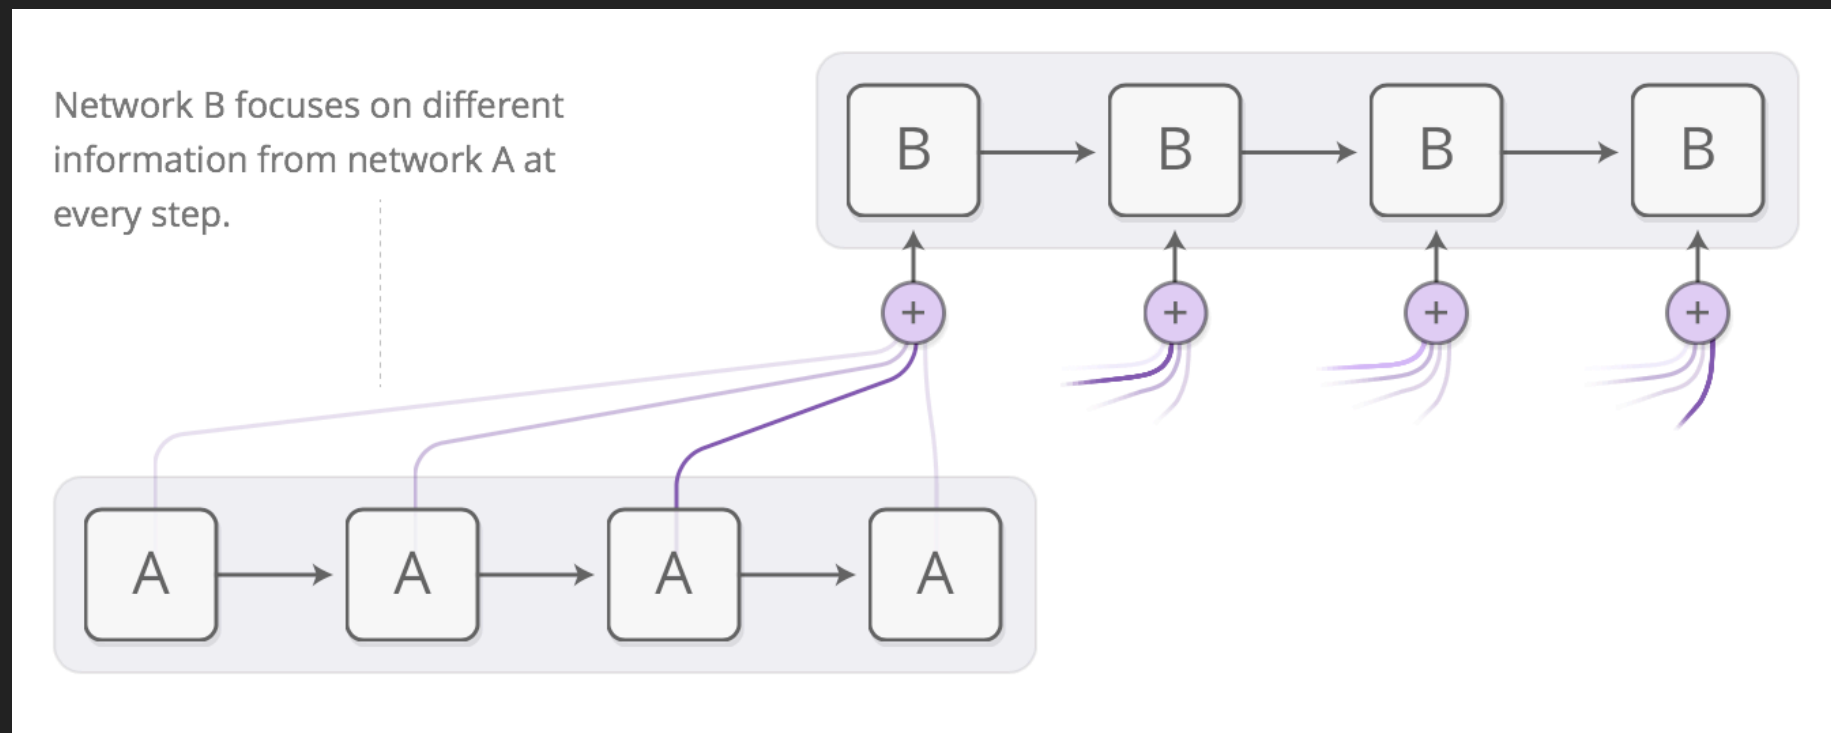 Network B focuses on different
information from network A at
every step.
B
B
B
B
+
+
+
+
A
A
A
A